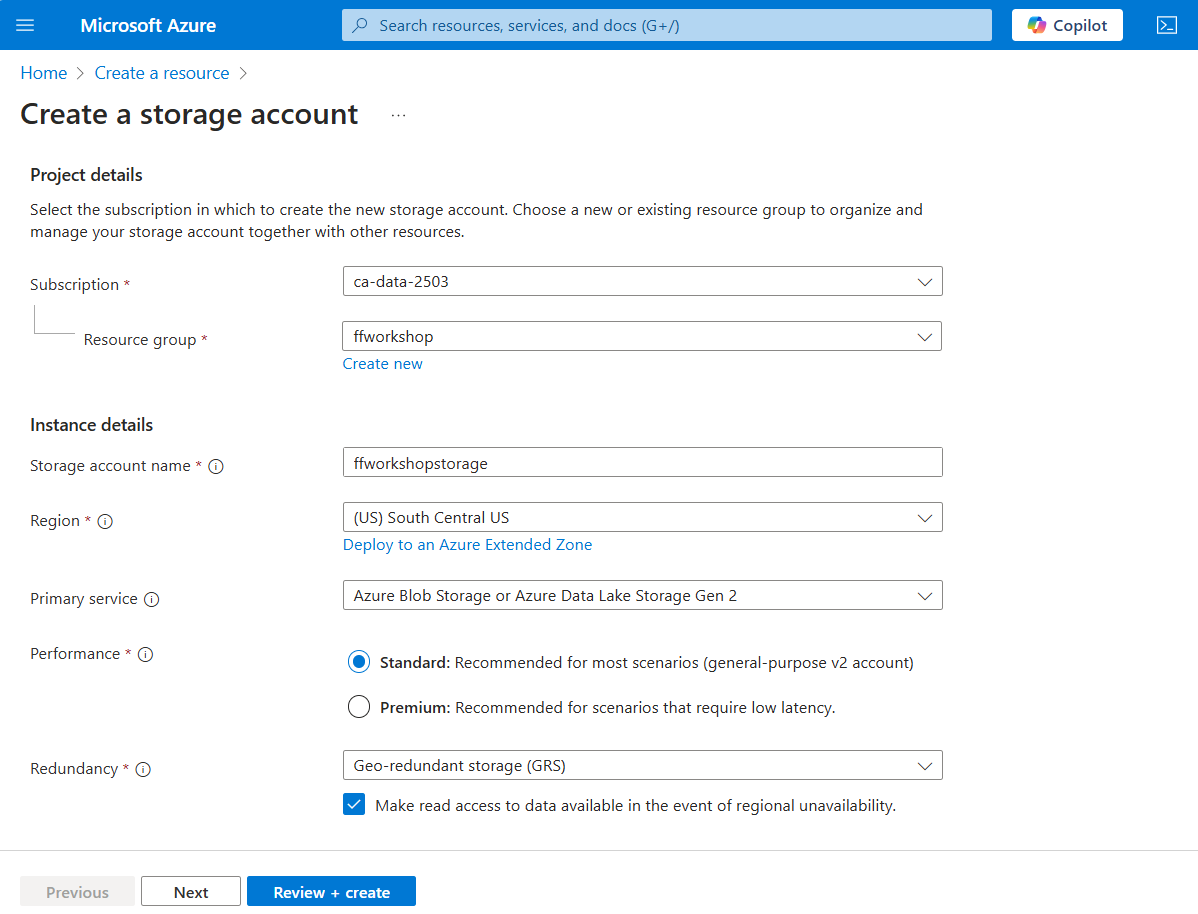 Microsoft Azure
Search resources, services, and docs (G+/)
Copilot
Home > Create a resource >
Create a storage account ...
Project details
Select the subscription in which to create the new storage account. Choose a new or existing resource group to organize and
manage your storage account together with other resources.
Subscription * ca-data-2503
Resource group * ffworkshop
Create new
Instance details
Storage account name * ffworkshopstorage
Region * (US) South Central US
Deploy to an Azure Extended Zone
Primary service Azure Blob Storage or Azure Data Lake Storage Gen 2
Performance * Standard: Recommended for most scenarios (general-purpose v2 account)
Premium: Recommended for scenarios that require low latency.
Redundancy * Geo-redundant storage (GRS)
Make read access to data available in the event of regional unavailability.
Previous Next Review + create